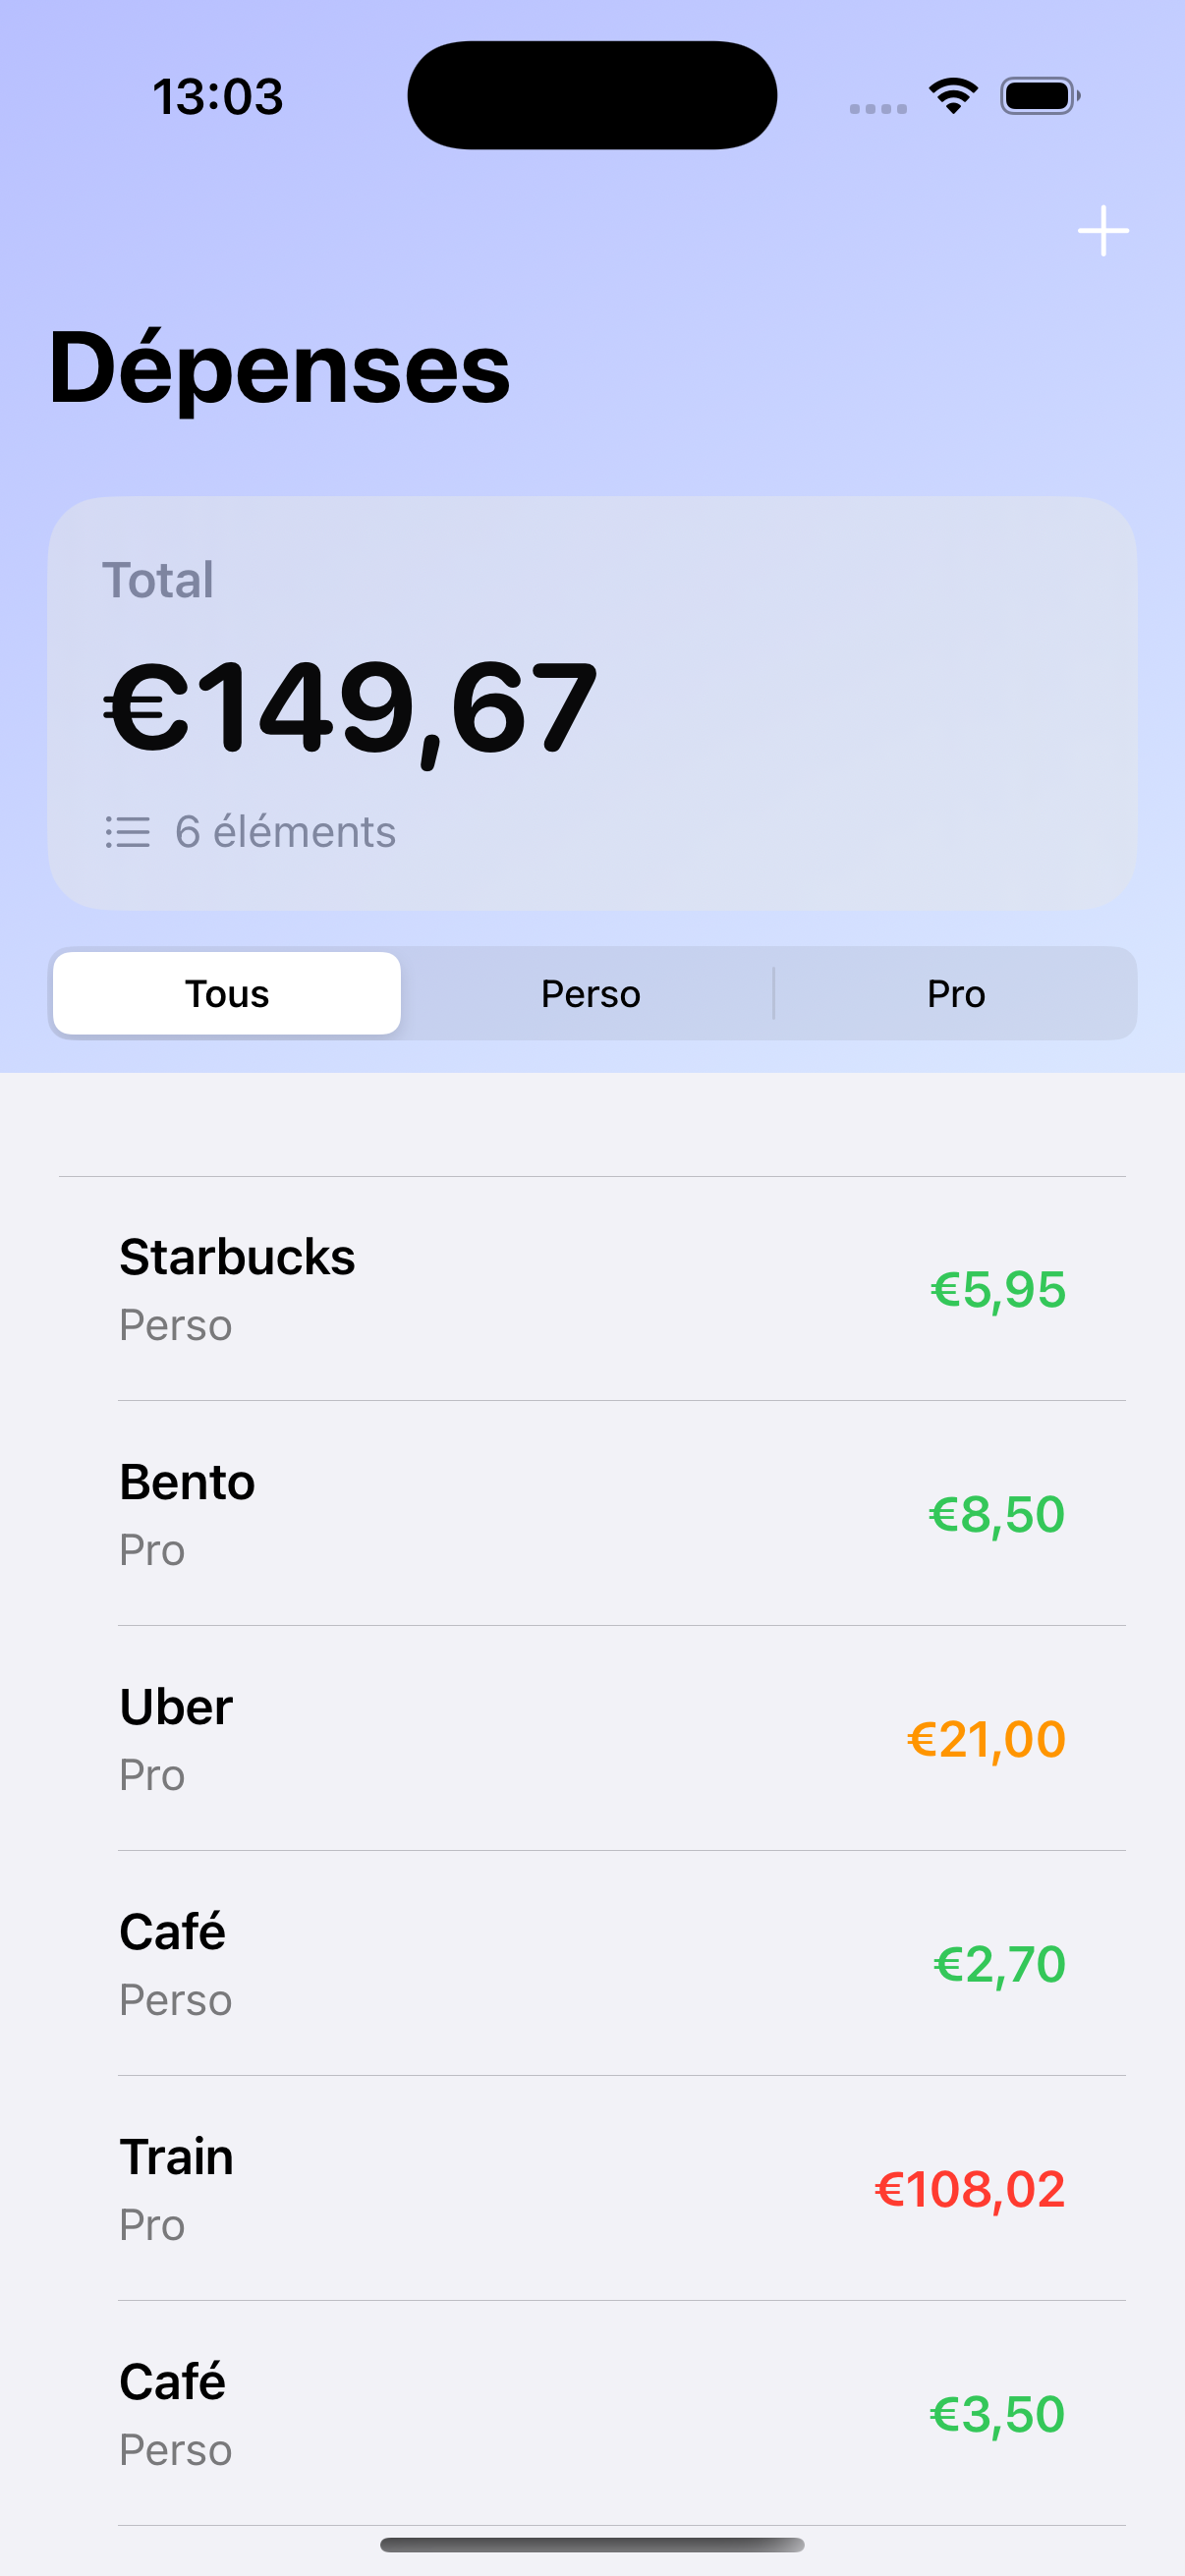 13:03
Dépenses
Total
€149,67
6 éléments
Tous Perso Pro
Starbucks
€5,95
Perso
Bento
€8,50
Pro
Uber
€21,00
Pro
Café
€2,70
Perso
Train
€108,02
Pro
Café
€3,50
Perso